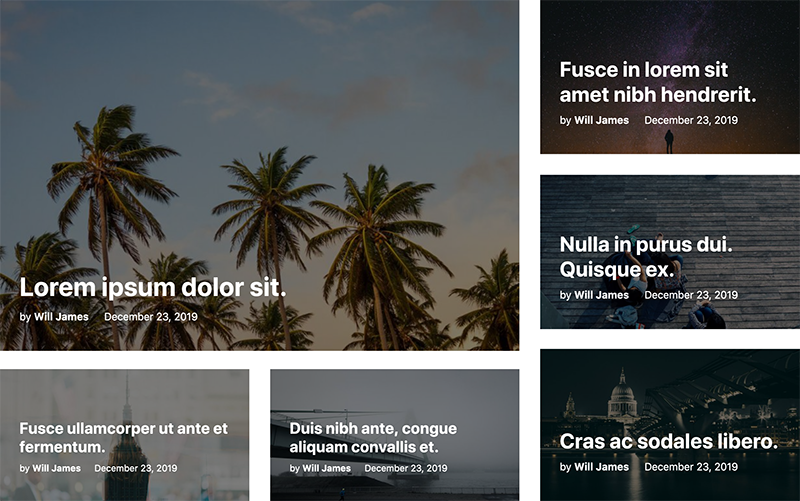 Lorem ipsum dolor sit.
by Will James December 23, 2019
Fusce ullamcorper ut ante et
fermentum.
by Will James December 23, 2019
Duis nibh ante, congue
aliquam convallis et.
by Will James December 23, 2019
Fusce in lorem sit
amet nibh hendrerit.
by Will James December 23, 2019
Nulla in purus dui.
Quisque ex.
by Will James December 23, 2019
Cras ac sodales libero.
by Will James December 23, 2019